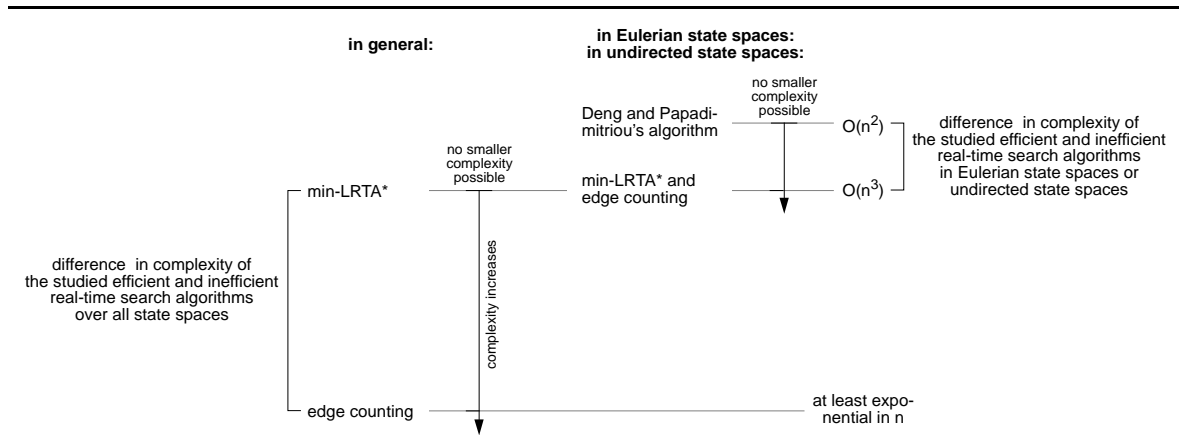 in general:
in Eulerian state spaces:
in undirected state spaces:
no smaller
complexity
possible
Deng and Papadi-
mitriou's algorithm
O(n²)
difference in complexity of
the studied efficient and inefficient
real-time search algorithms
in Eulerian state spaces or
undirected state spaces
no smaller
complexity
possible
min-LRTA*
min-LRTA* and
edge counting
O(n³)
difference in complexity of
the studied efficient and inefficient
real-time search algorithms
over all state spaces
complexity increases
edge counting
at least expo-
nential in n